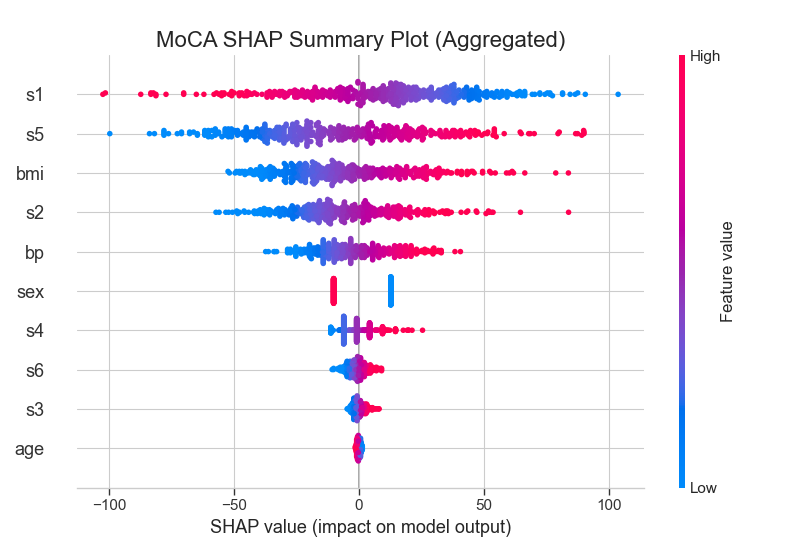 MoCA SHAP Summary Plot (Aggregated)
High
s1
s5
bmi
s2
bp
sex
s4
s6
s3
age
Feature value
Low
−100
−50
0
50
100
SHAP value (impact on model output)